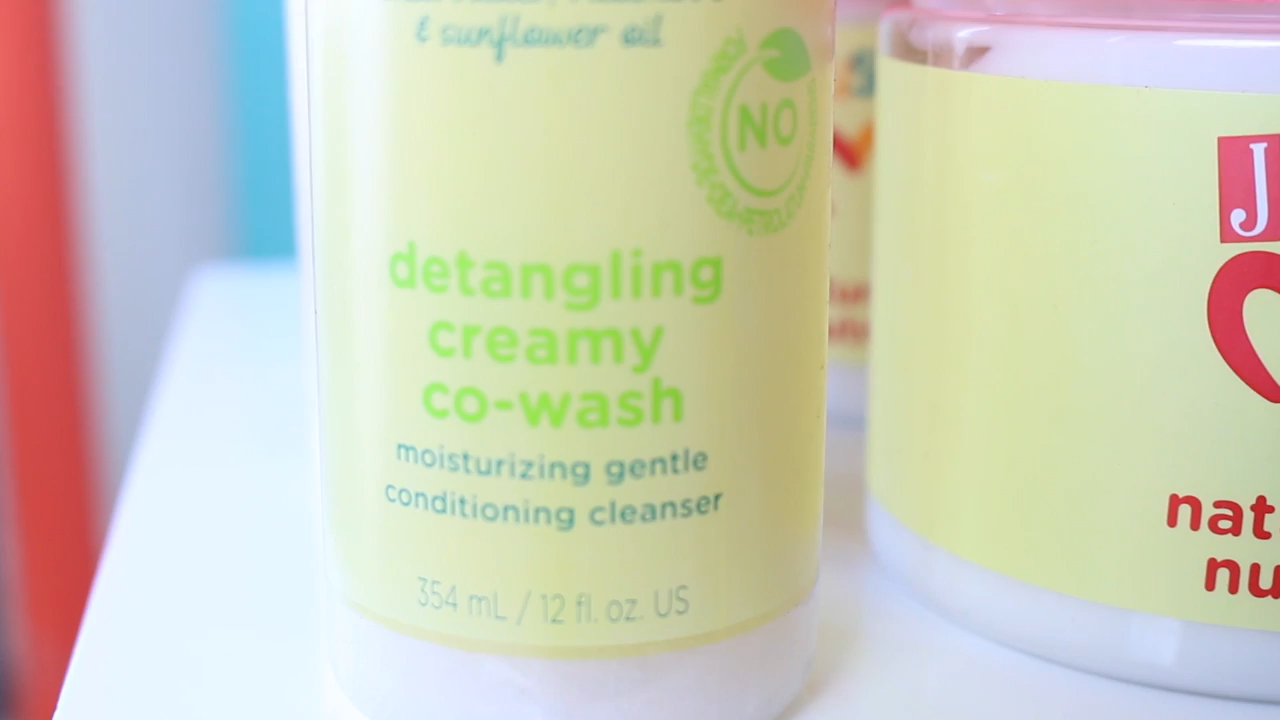 & sunflower oil
NO
detangling
creamy
co-wash
moisturizing gentle
conditioning cleanser
354 mL / 12 fl. oz. US
J
nat
nu